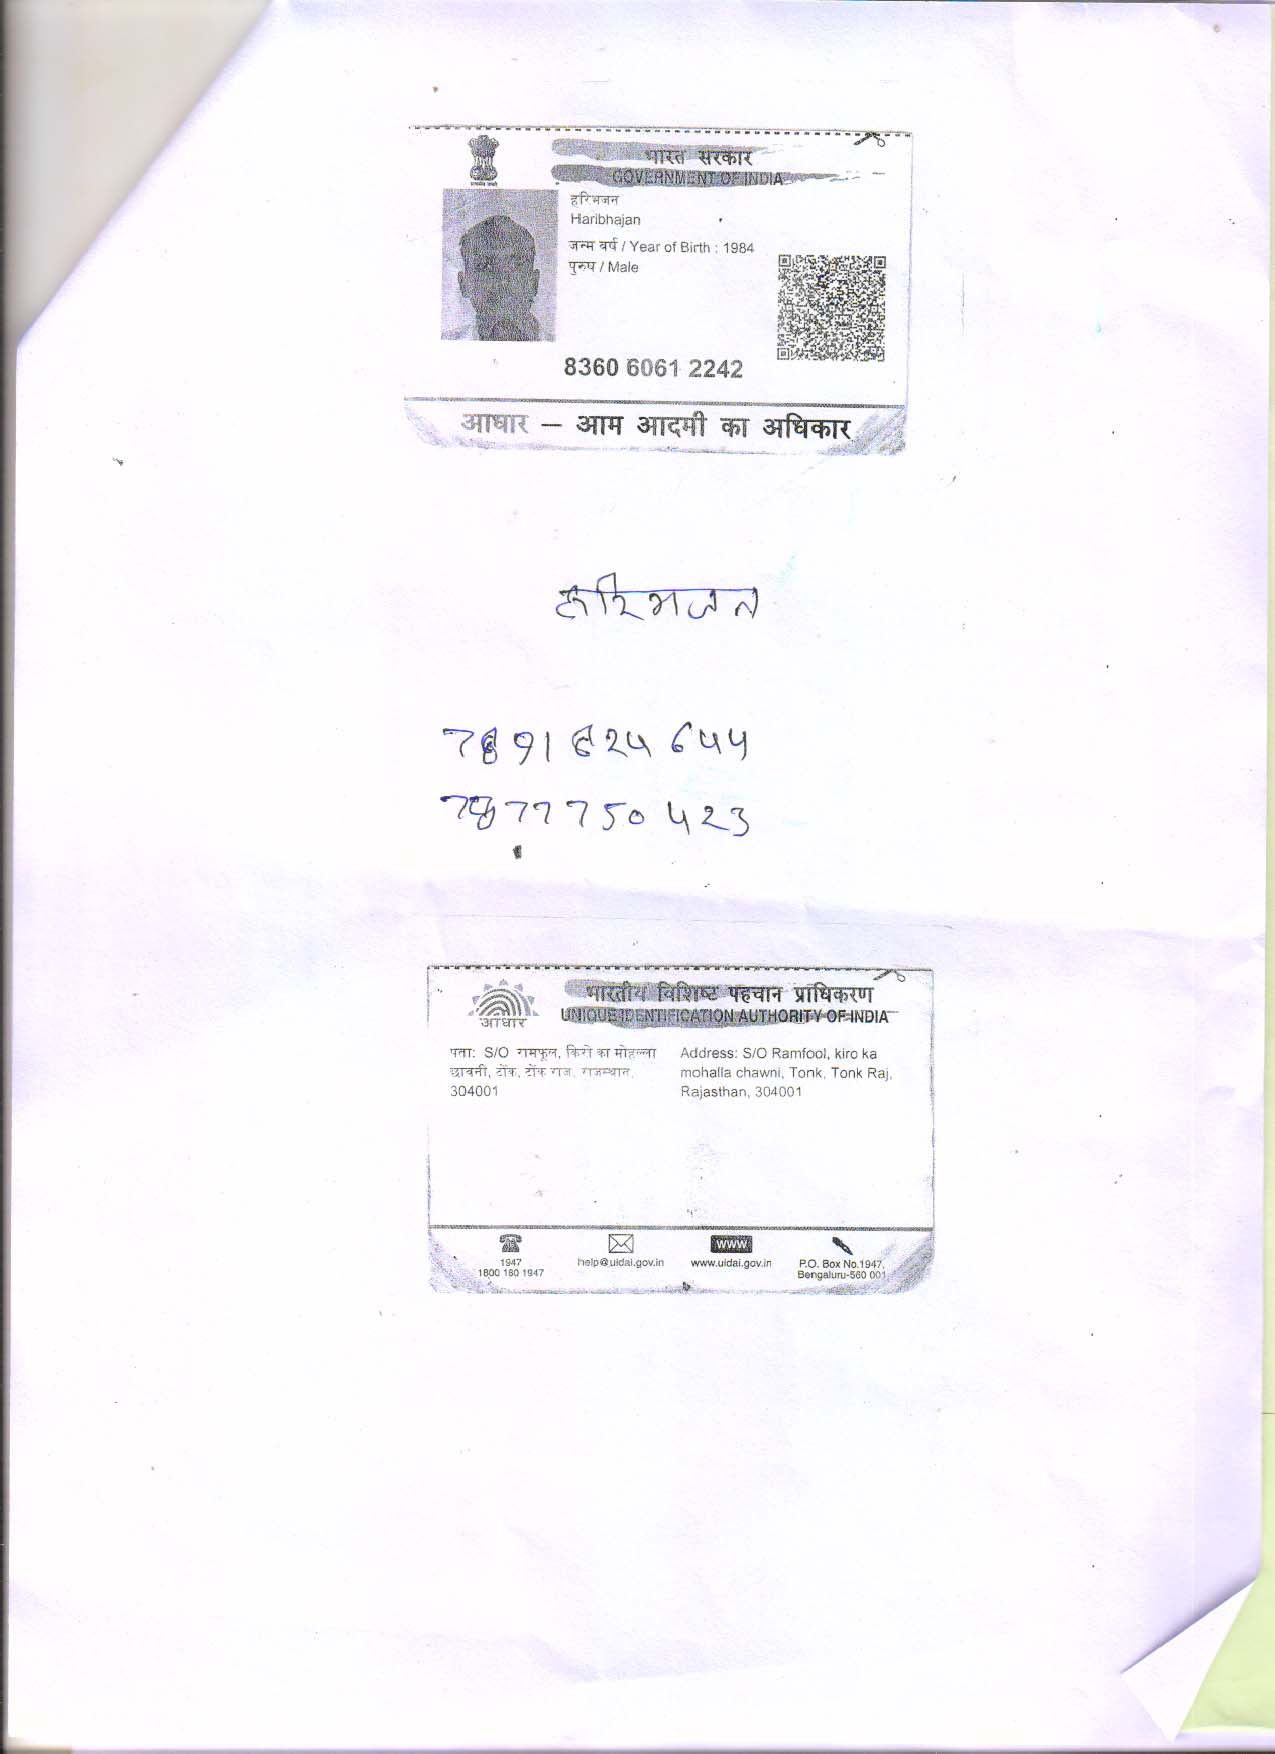 भारत सरकार
GOVERNMENT OF INDIA
हरिभजन
Haribhajan
जन्म वर्ष / Year of Birth : 1984
पुरुष / Male
8360 6061 2242
आधार – आम आदमी का अधिकार
हरिभजन
7877750423
भारतीय विशिष्ट पहचान प्राधिकरण
UNIQUE IDENTIFICATION AUTHORITY OF INDIA
आधार
पता: S/O रामफूल, किरो का मोहल्ला
छावनी, टोंक, टोंक राज, राजस्थान,
304001
Address: S/O Ramfool, kiro ka
mohalla chawni, Tonk, Tonk Raj,
Rajasthan, 304001
1947
1800 180 1947
help@uidai.gov.in
www
www.uidai.gov.in
P.O. Box No.1947,
Bengaluru-560 001